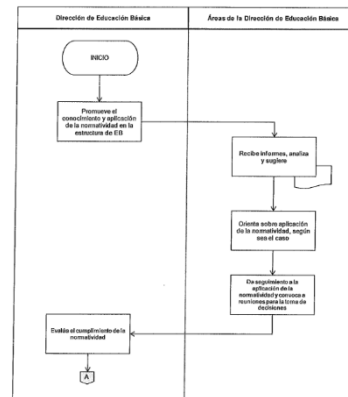 Dirección de Educación Básica
Áreas de la Dirección de Educación Básica
INICIO
Promueve el
conocimiento y aplicación
de la normatividad en la
estructura de EB
Recibe informes, analiza
y sugiere
Orienta sobre aplicación
de la normatividad, según
sea el caso
Da seguimiento a la
aplicación de la
normatividad y convoca a
reuniones para la toma de
decisiones
Evalúa el cumplimiento de la
normatividad
A